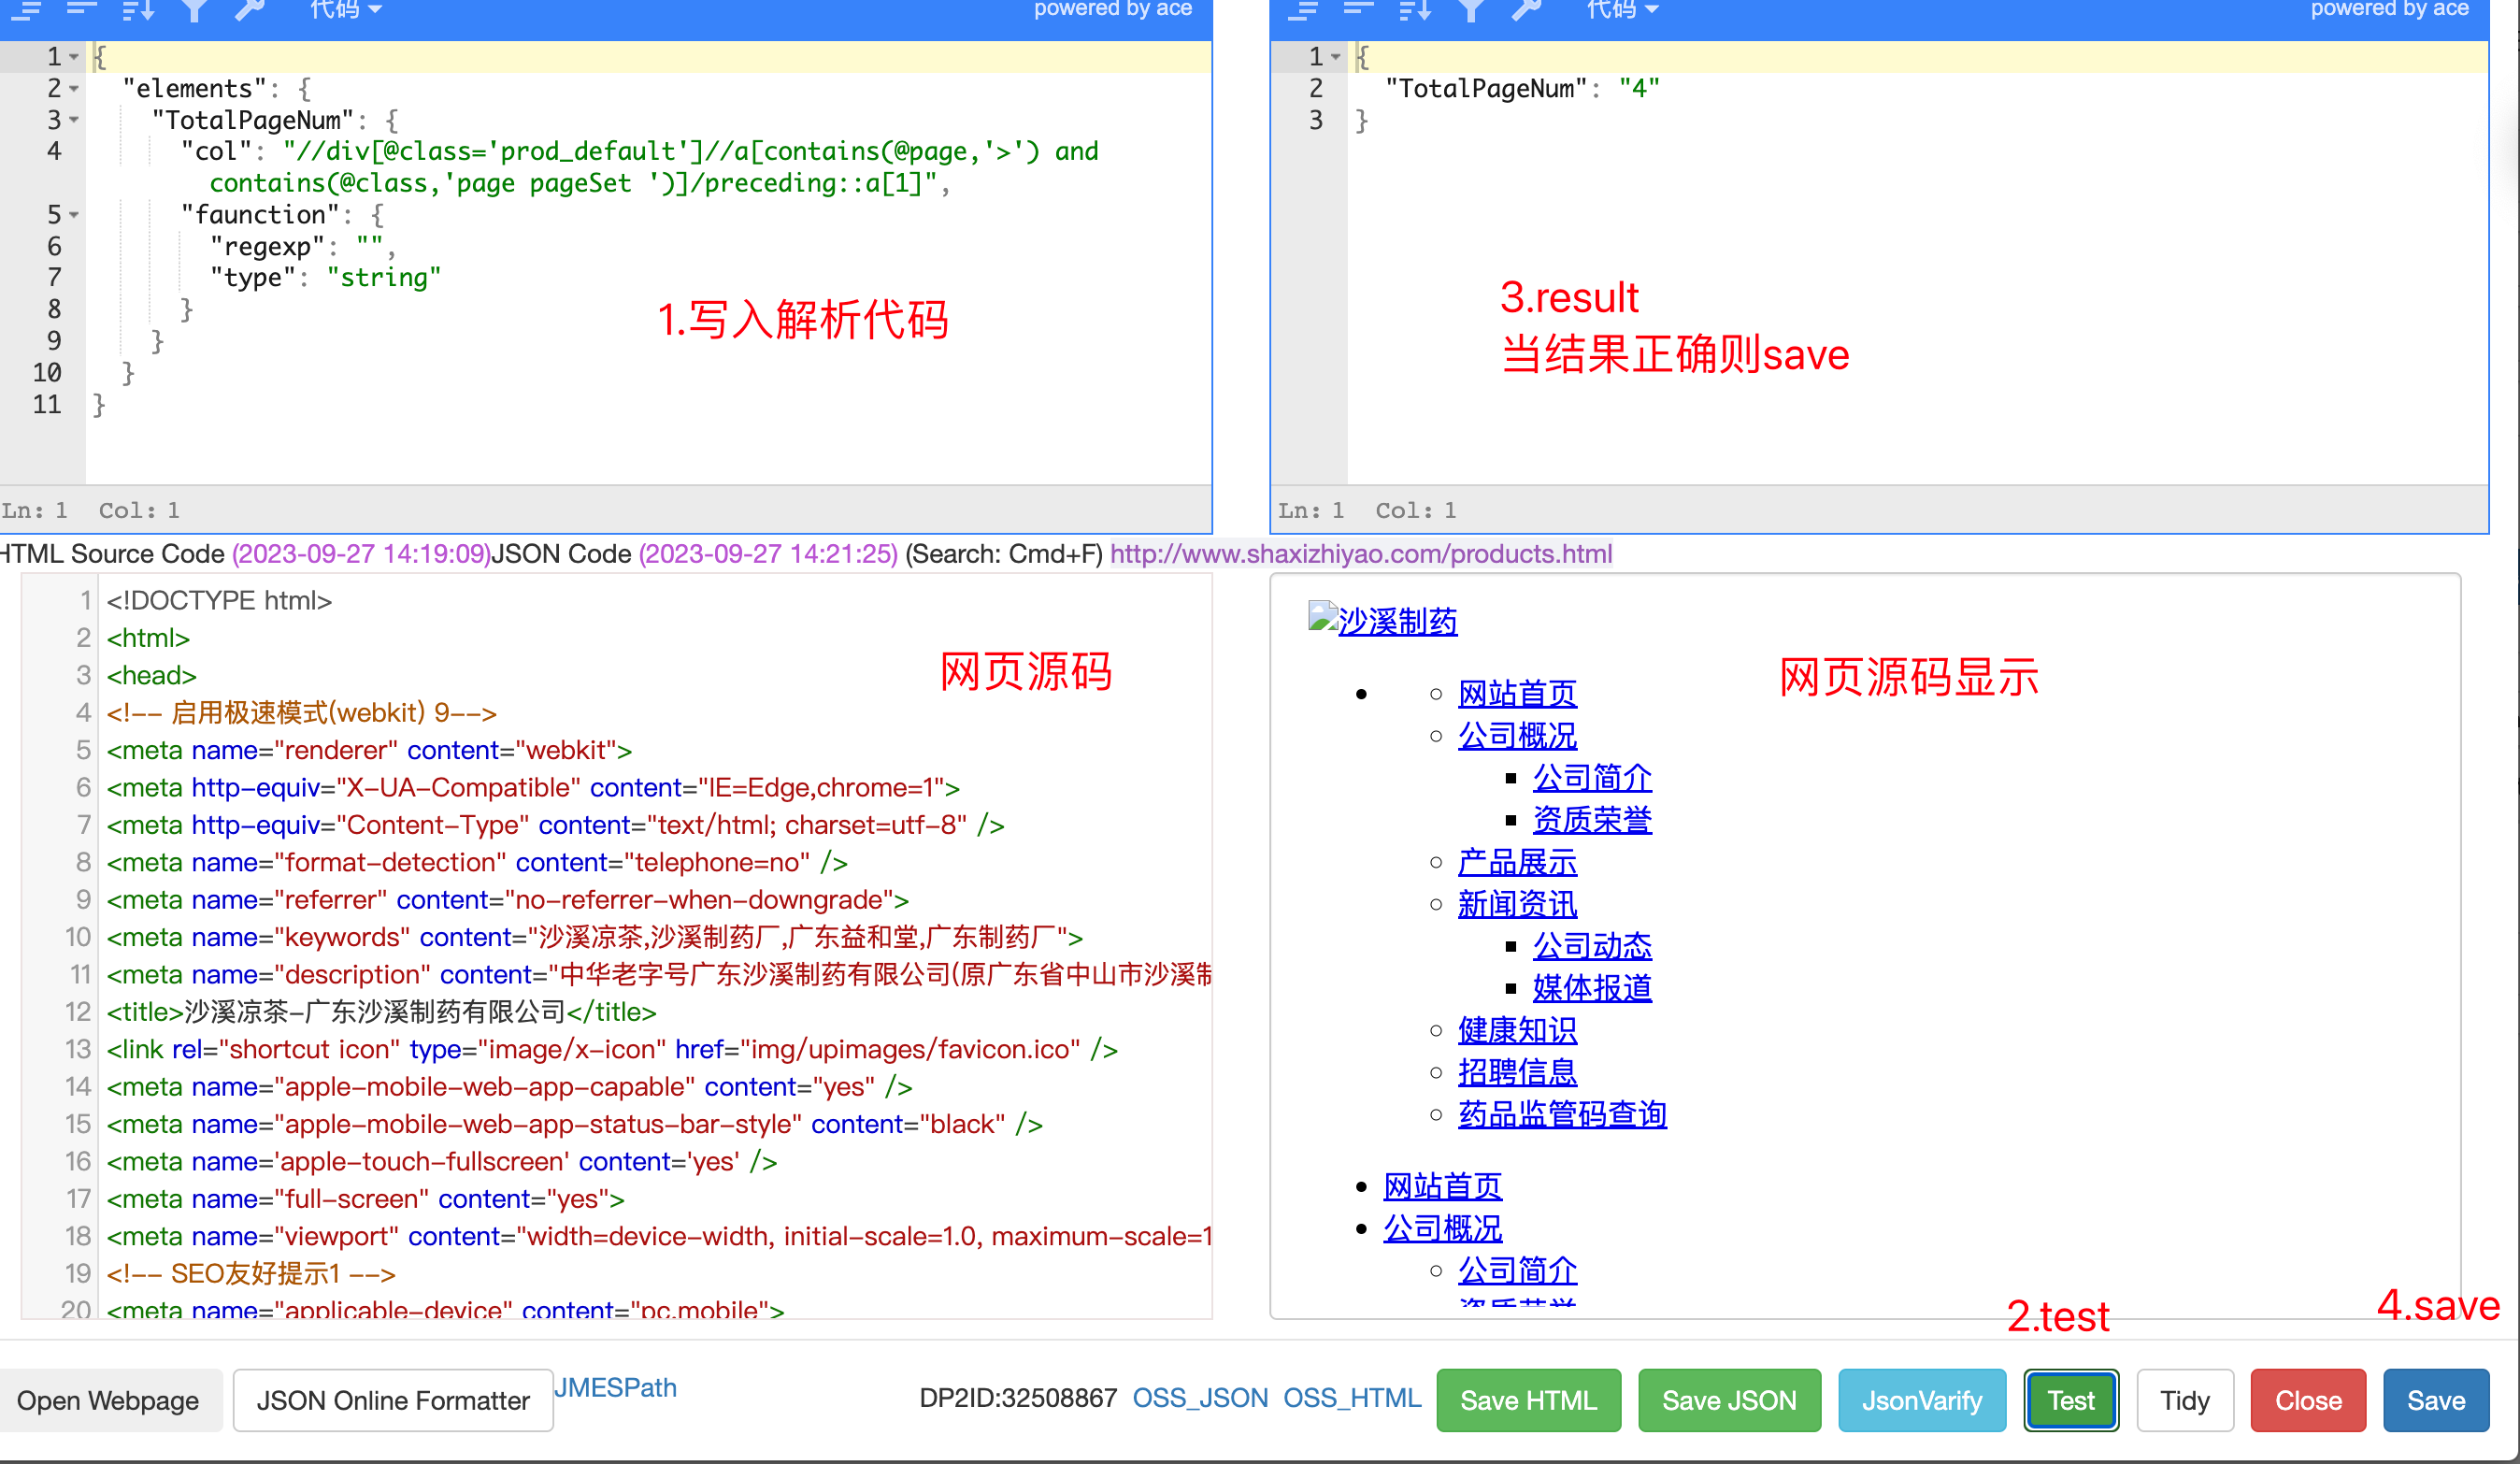 代码 powered by ace
1 {
2 "elements": {
3 "TotalPageNum": {
4 "col": "//div[@class='prod_default']//a[contains(@page,'>') and
contains(@class,'page pageSet ')]/preceding::a[1]",
5 "faunction": {
6 "regexp": "",
7 "type": "string"
8 }
9 }
10 }
11 }
1.写入解析代码
Ln: 1 Col: 1
代码 powered by ace
1 {
2 "TotalPageNum": "4"
3 }
3.result
当结果正确则save
Ln: 1 Col: 1
HTML Source Code (2023-09-27 14:19:09)JSON Code (2023-09-27 14:21:25) (Search: Cmd+F) http://www.shaxizhiyao.com/products.html
1 <!DOCTYPE html>
2 <html>
3 <head>
4 <!-- 启用极速模式(webkit) 9-->
5 <meta name="renderer" content="webkit">
6 <meta http-equiv="X-UA-Compatible" content="IE=Edge,chrome=1">
7 <meta http-equiv="Content-Type" content="text/html; charset=utf-8" />
8 <meta name="format-detection" content="telephone=no" />
9 <meta name="referrer" content="no-referrer-when-downgrade">
10 <meta name="keywords" content="沙溪凉茶,沙溪制药厂,广东益和堂,广东制药厂">
11 <meta name="description" content="中华老字号广东沙溪制药有限公司(原广东省中山市沙溪制
12 <title>沙溪凉茶-广东沙溪制药有限公司</title>
13 <link rel="shortcut icon" type="image/x-icon" href="img/upimages/favicon.ico" />
14 <meta name="apple-mobile-web-app-capable" content="yes" />
15 <meta name="apple-mobile-web-app-status-bar-style" content="black" />
16 <meta name='apple-touch-fullscreen' content='yes' />
17 <meta name="full-screen" content="yes">
18 <meta name="viewport" content="width=device-width, initial-scale=1.0, maximum-scale=1
19 <!-- SEO友好提示1 -->
20 <meta name="applicable-device" content="pc,mobile">
网页源码
沙溪制药
网页源码显示
网站首页
公司概况
公司简介
资质荣誉
产品展示
新闻资讯
公司动态
媒体报道
健康知识
招聘信息
药品监管码查询
网站首页
公司概况
公司简介
资质荣誉
2.test
4.save
Open Webpage JSON Online Formatter JMESPath DP2ID:32508867 OSS_JSON OSS_HTML Save HTML Save JSON JsonVarify Test Tidy Close Save